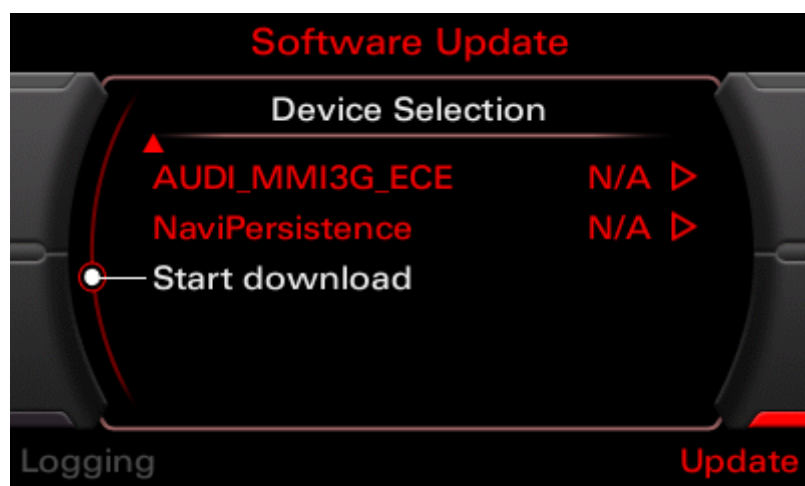 Software Update
Device Selection
AUDI_MMI3G_ECE N/A
NaviPersistence N/A
Start download
Logging Update